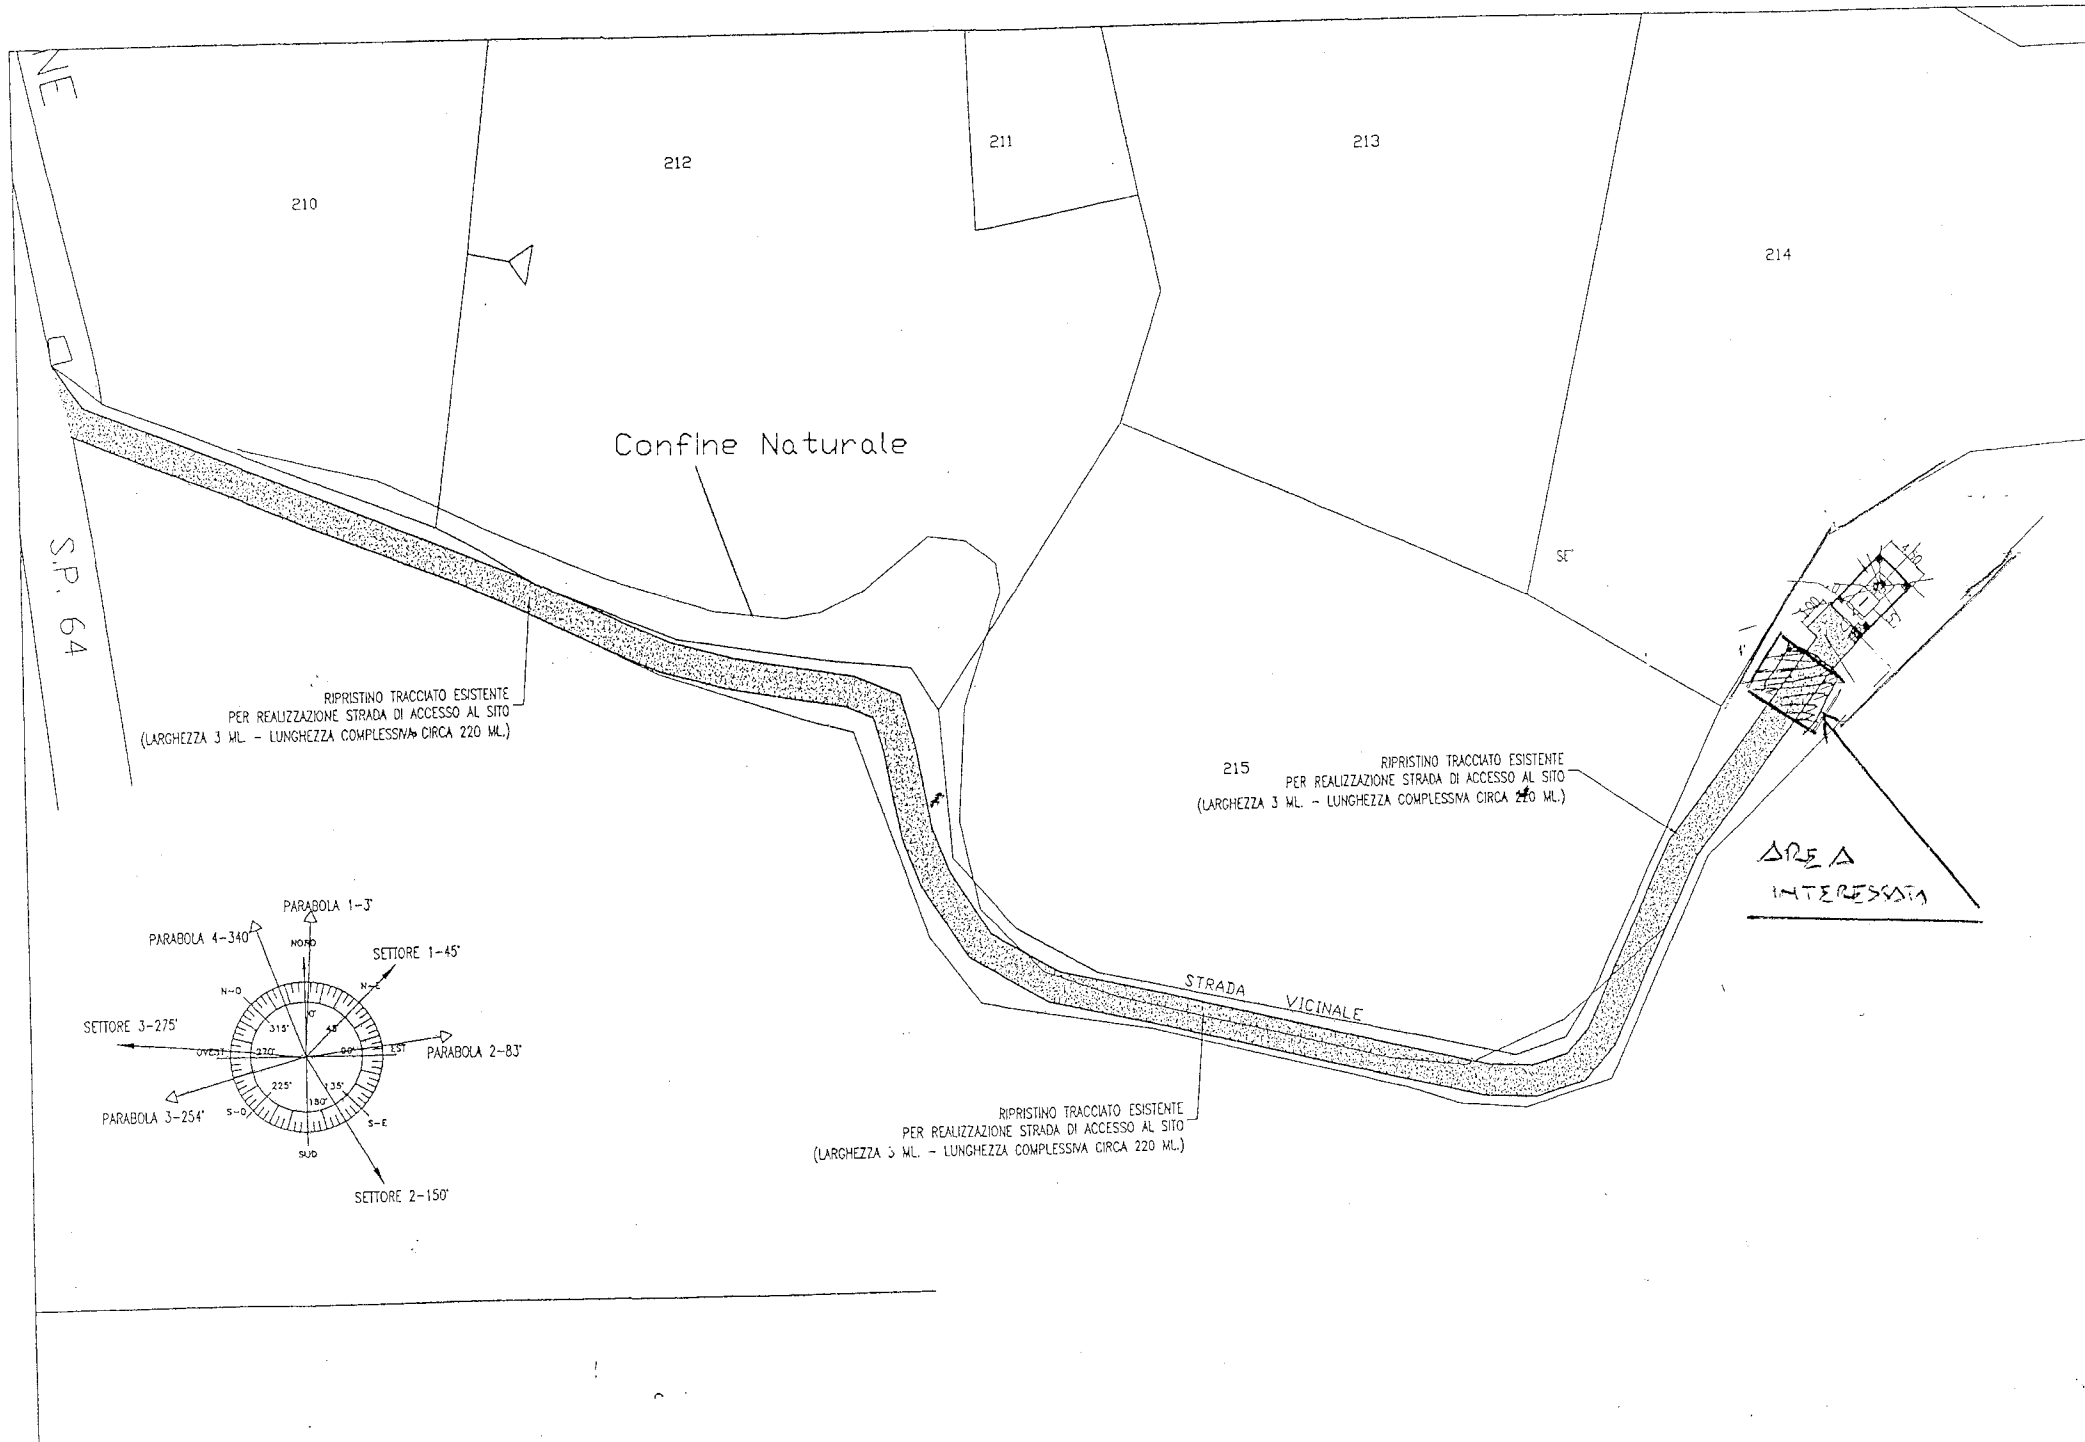 NE
210
212
211
213
214
Confine Naturale
S.P. 64
RIPRISTINO TRACCIATO ESISTENTE
PER REALIZZAZIONE STRADA DI ACCESSO AL SITO
(LARGHEZZA 3 ML. - LUNGHEZZA COMPLESSIVA CIRCA 220 ML.)
215
RIPRISTINO TRACCIATO ESISTENTE
PER REALIZZAZIONE STRADA DI ACCESSO AL SITO
(LARGHEZZA 3 ML. - LUNGHEZZA COMPLESSIVA CIRCA 220 ML.)
AREA
INTERESSATA
STRADA VICINALE
RIPRISTINO TRACCIATO ESISTENTE
PER REALIZZAZIONE STRADA DI ACCESSO AL SITO
(LARGHEZZA 3 ML. - LUNGHEZZA COMPLESSIVA CIRCA 220 ML.)
PARABOLA 1-3°
PARABOLA 4-340°
NORD
SETTORE 1-45°
N-O
N-E
0°
315°
45°
SETTORE 3-275°
OVEST
270°
90°
EST
PARABOLA 2-83°
225°
135°
PARABOLA 3-254°
S-O
180°
S-E
SUD
SETTORE 2-150°